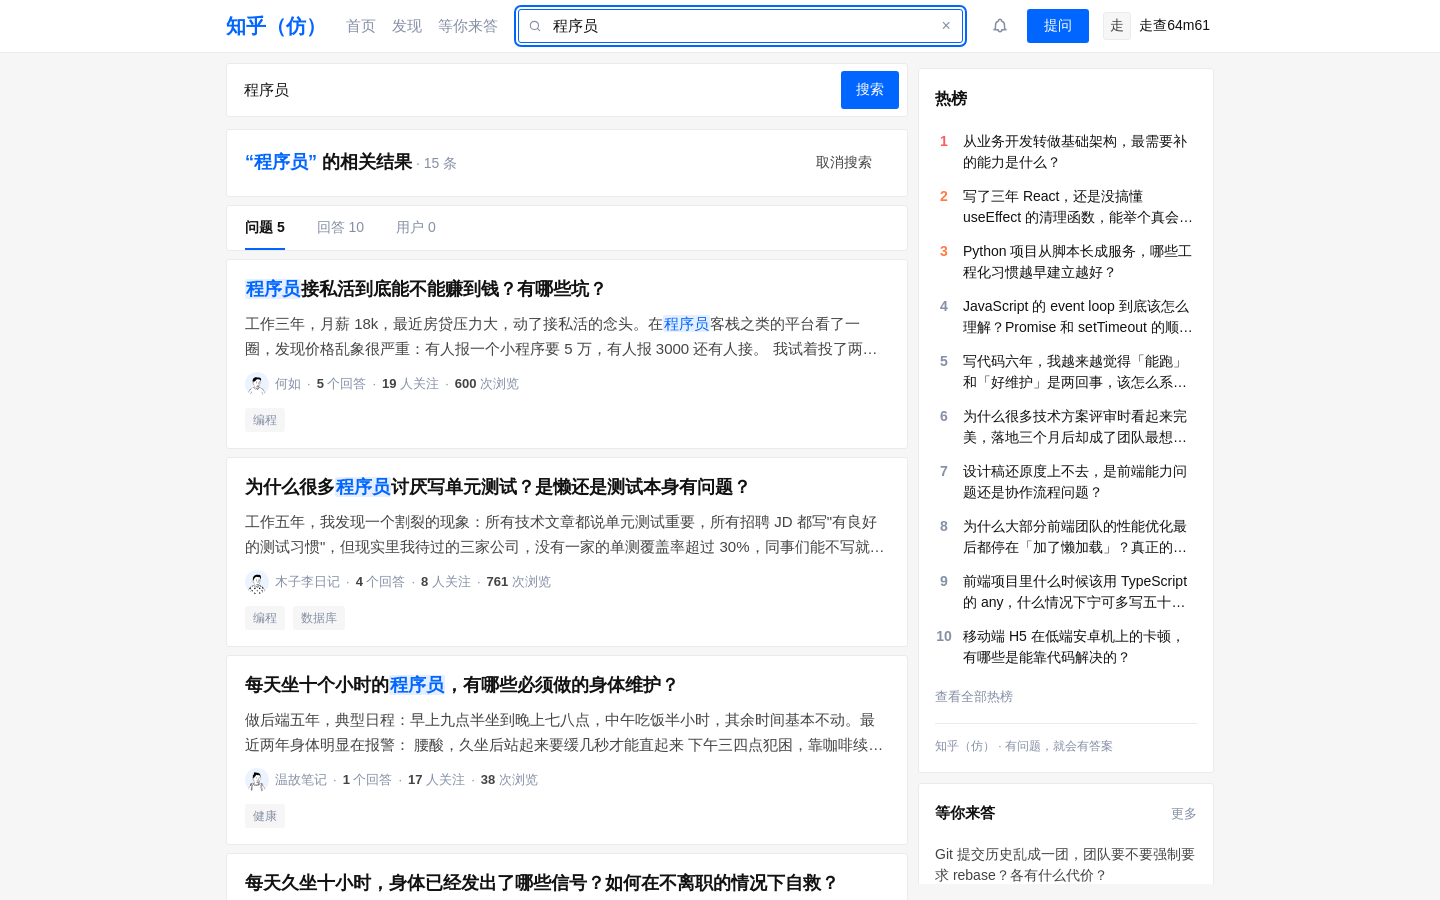 知乎（仿） 首页 发现 等你来答 程序员 × 提问 走 走查64m61
程序员 搜索
“程序员” 的相关结果 · 15 条 取消搜索
问题 5 回答 10 用户 0
程序员接私活到底能不能赚到钱？有哪些坑？
工作三年，月薪 18k，最近房贷压力大，动了接私活的念头。在程序员客栈之类的平台看了一
圈，发现价格乱象很严重：有人报一个小程序要 5 万，有人报 3000 还有人接。 我试着投了两…
何如 · 5 个回答 · 19 人关注 · 600 次浏览
编程
为什么很多程序员讨厌写单元测试？是懒还是测试本身有问题？
工作五年，我发现一个割裂的现象：所有技术文章都说单元测试重要，所有招聘 JD 都写"有良好
的测试习惯"，但现实里我待过的三家公司，没有一家的单测覆盖率超过 30%，同事们能不写就…
木子李日记 · 4 个回答 · 8 人关注 · 761 次浏览
编程 数据库
每天坐十个小时的程序员，有哪些必须做的身体维护？
做后端五年，典型日程：早上九点半坐到晚上七八点，中午吃饭半小时，其余时间基本不动。最
近两年身体明显在报警： 腰酸，久坐后站起来要缓几秒才能直起来 下午三四点犯困，靠咖啡续…
温故笔记 · 1 个回答 · 17 人关注 · 38 次浏览
健康
每天久坐十小时，身体已经发出了哪些信号？如何在不离职的情况下自救？
热榜
1 从业务开发转做基础架构，最需要补
的能力是什么？
2 写了三年 React，还是没搞懂
useEffect 的清理函数，能举个真会…
3 Python 项目从脚本长成服务，哪些工
程化习惯越早建立越好？
4 JavaScript 的 event loop 到底该怎么
理解？Promise 和 setTimeout 的顺…
5 写代码六年，我越来越觉得「能跑」
和「好维护」是两回事，该怎么系…
6 为什么很多技术方案评审时看起来完
美，落地三个月后却成了团队最想…
7 设计稿还原度上不去，是前端能力问
题还是协作流程问题？
8 为什么大部分前端团队的性能优化最
后都停在「加了懒加载」？真正的…
9 前端项目里什么时候该用 TypeScript
的 any，什么情况下宁可多写五十…
10 移动端 H5 在低端安卓机上的卡顿，
有哪些是能靠代码解决的？
查看全部热榜
知乎（仿） · 有问题，就会有答案
等你来答 更多
Git 提交历史乱成一团，团队要不要强制要
求 rebase？各有什么代价？